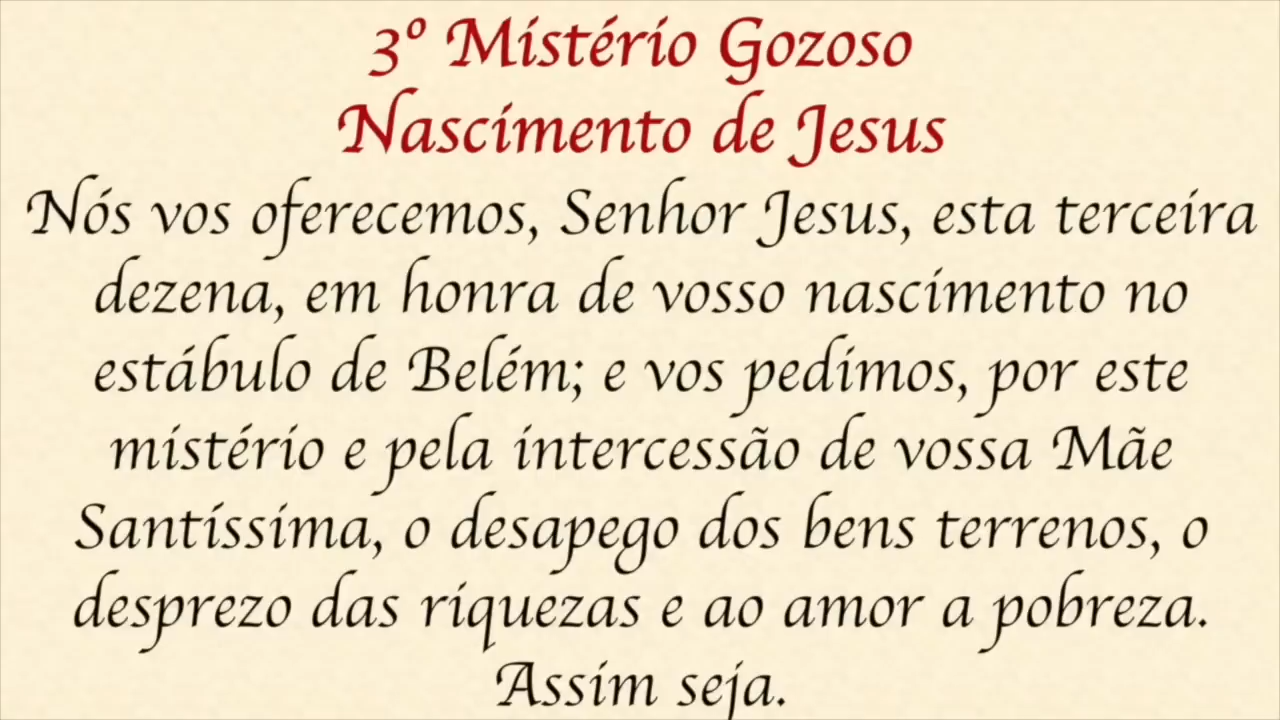 3º Mistério Gozoso
Nascimento de Jesus
Nós vos oferecemos, Senhor Jesus, esta terceira
dezena, em honra de vosso nascimento no
estábulo de Belém; e vos pedimos, por este
mistério e pela intercessão de vossa Mãe
Santíssima, o desapego dos bens terrenos, o
desprezo das riquezas e ao amor a pobreza.
Assim seja.